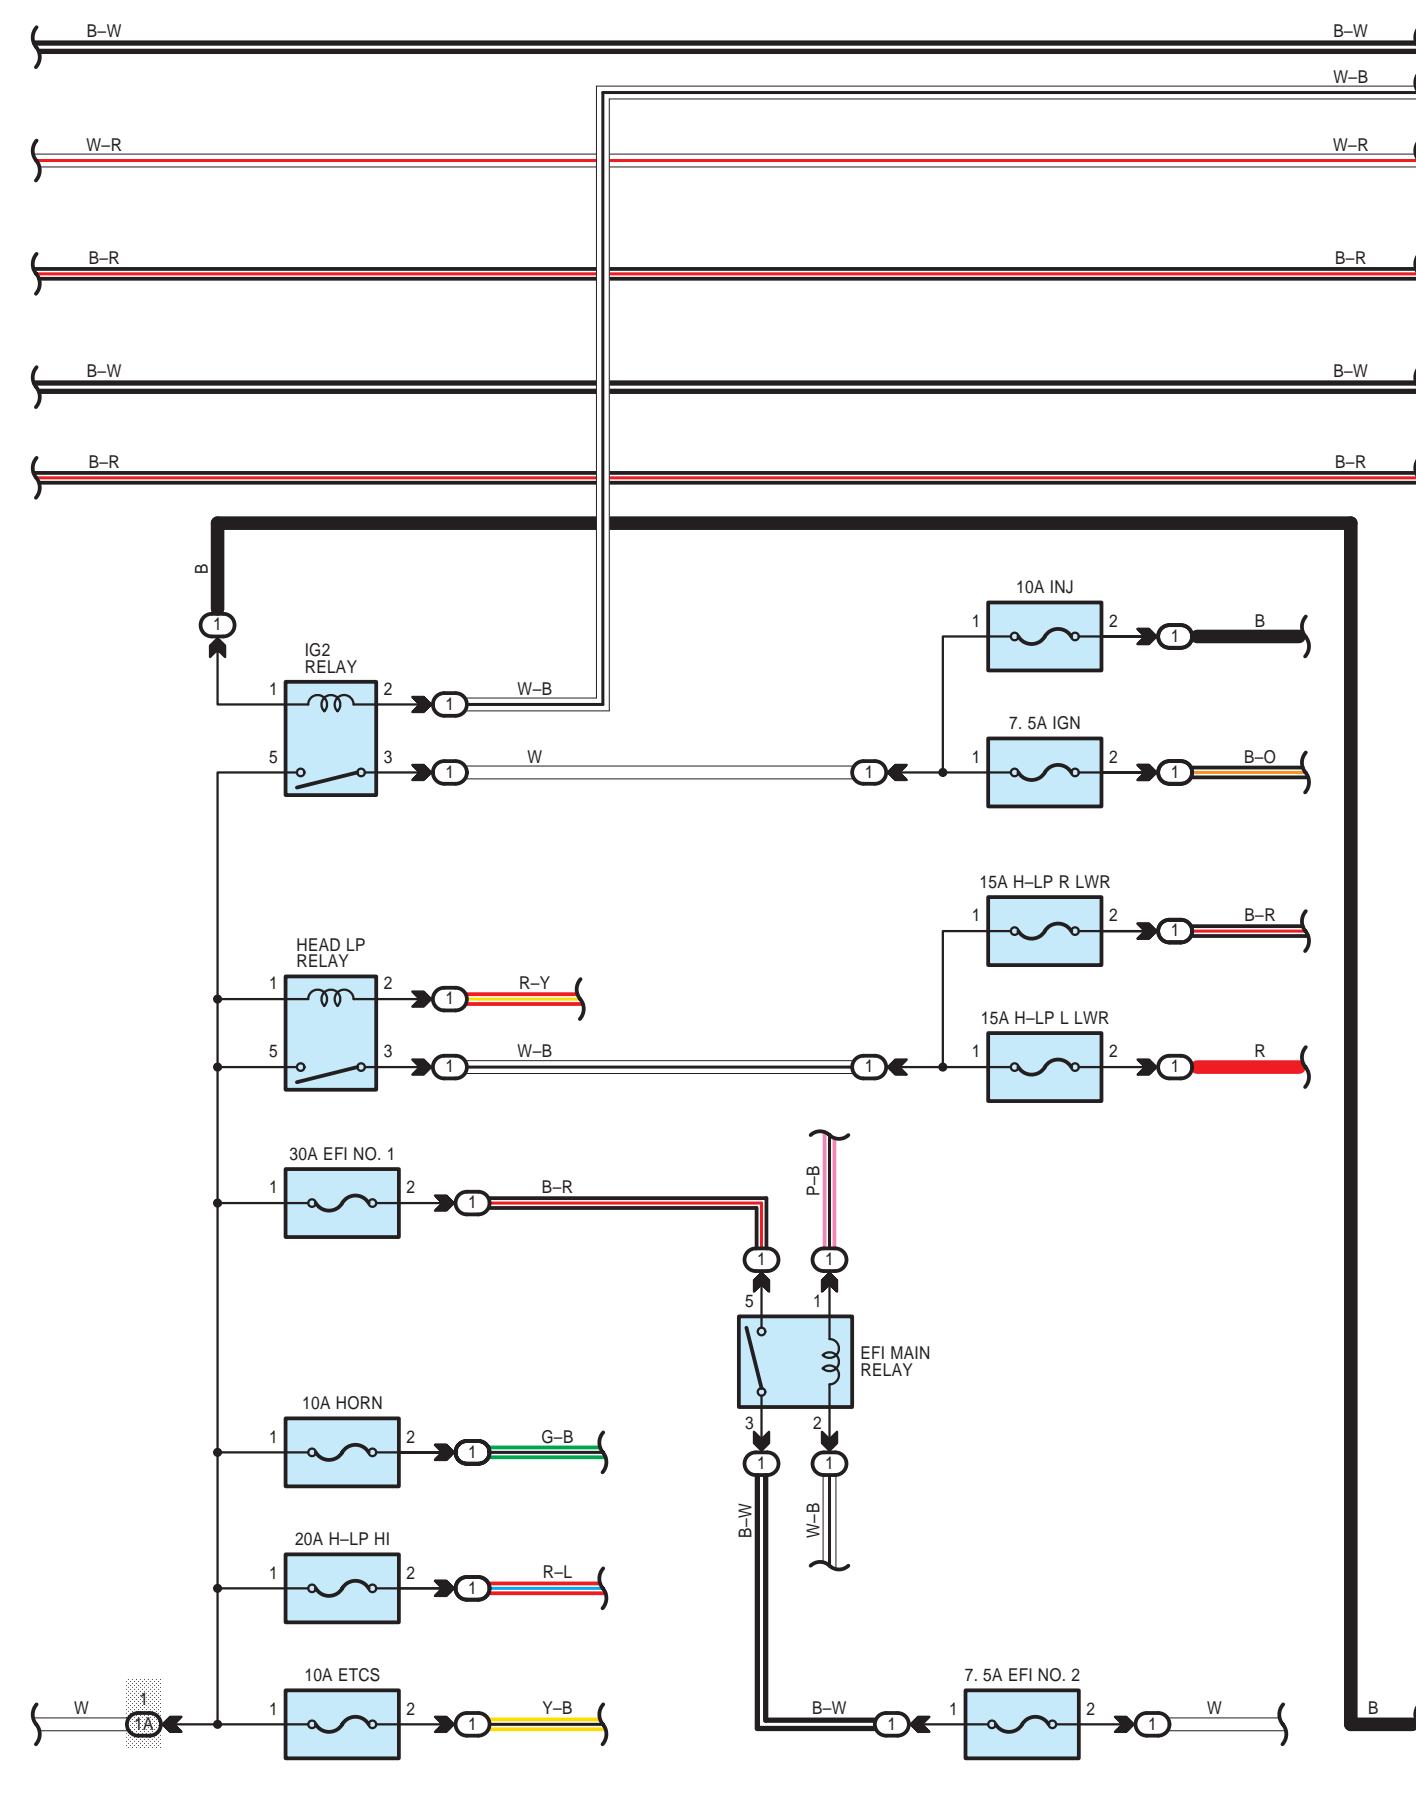 B–W B–W
W–B
W–R W–R
B–R B–R
B–W B–W
B–R B–R
B
1
10A INJ
1 2 1 B
IG2
RELAY
1 2 1 W–B
7. 5A IGN
5 3 1 W 1 1 2 1 B–O
15A H–LP R LWR
1 2 1 B–R
HEAD LP
RELAY
1 2 1 R–Y
15A H–LP L LWR
5 3 1 W–B 1 1 2 1 R
30A EFI NO. 1
1 2 1 B–R
P–B
1 1
5 1
EFI MAIN
RELAY
3 2
1 1
B–W W–B
10A HORN
1 2 1 G–B
20A H–LP HI
1 2 1 R–L
10A ETCS
7. 5A EFI NO. 2
W 1
1A 1 2 1 Y–B B–W 1 1 2 1 W B